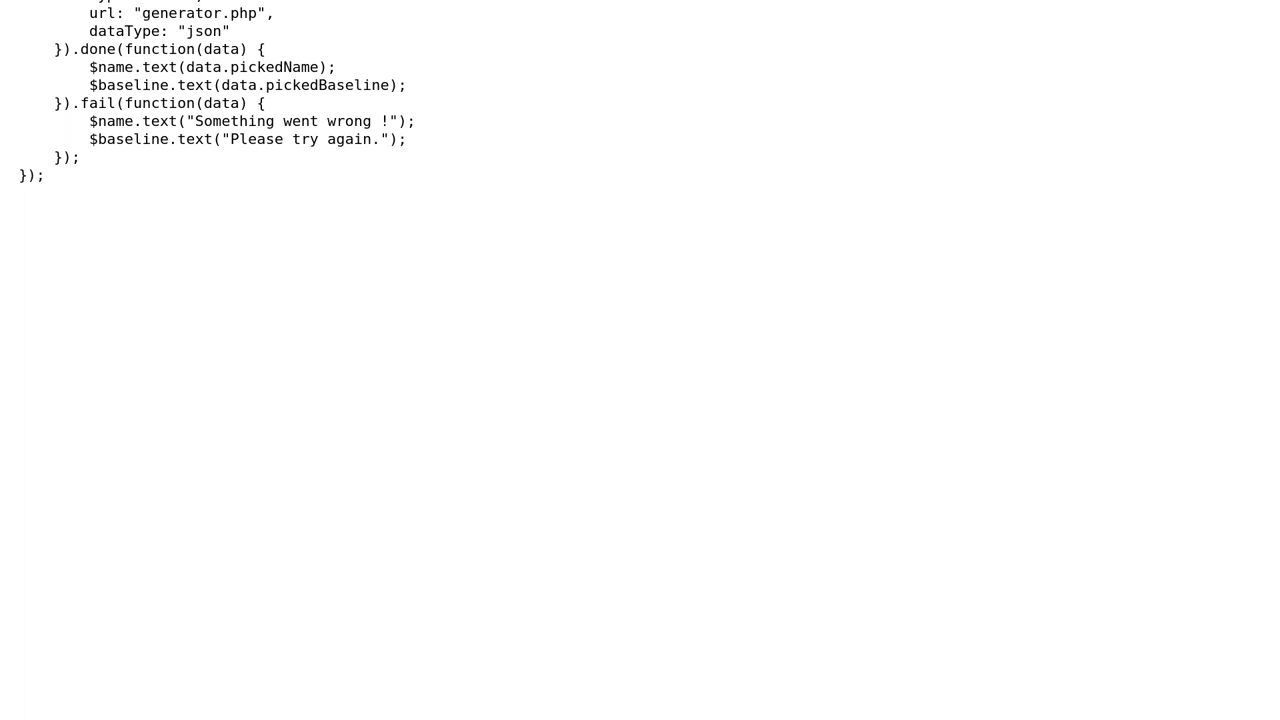 url: "generator.php",
        dataType: "json"
    }).done(function(data) {
        $name.text(data.pickedName);
        $baseline.text(data.pickedBaseline);
    }).fail(function(data) {
        $name.text("Something went wrong !");
        $baseline.text("Please try again.");
    });
});